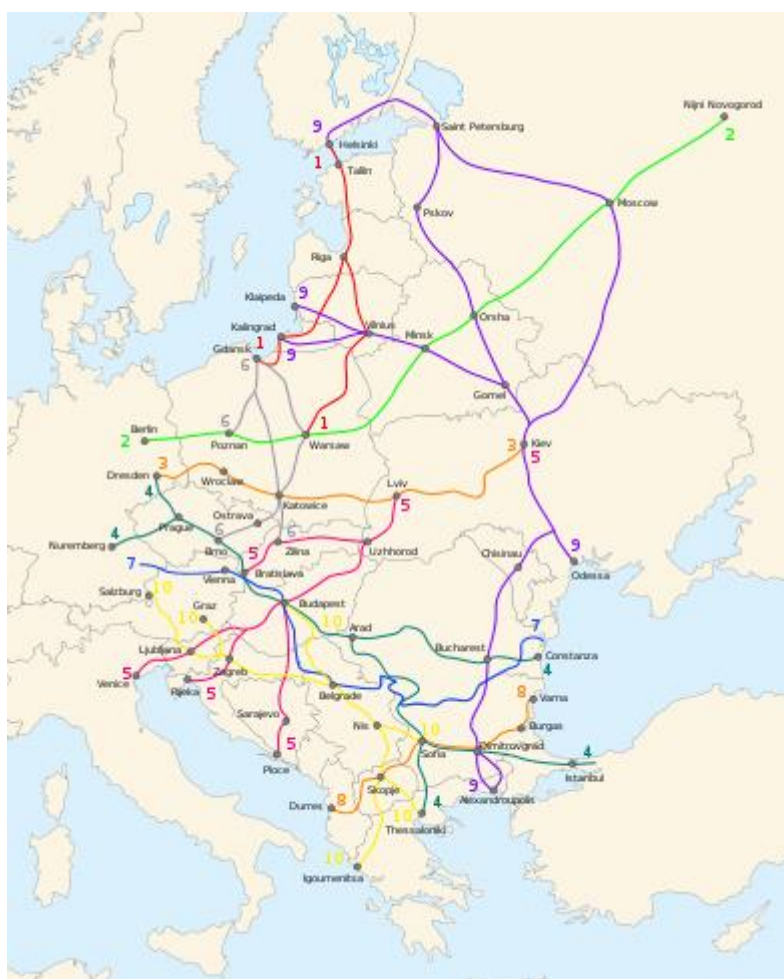 Nijni Novogorod
2
9
Saint Petersburg
Helsinki
1
Tallin
Moscow
Pskov
Riga
Klaipeda
9
Orsha
Kalingrad
Vilnius
Minsk
1
Gdansk
9
6
Gomel
Berlin
6
1
2
Poznan
Warsaw
3
Kiev
5
Dresden
3
Wroclaw
Lviv
4
Katowice
5
Ostrava
Prague
4
6
6
Nuremberg
Brno
5
Zilina
Uzhhorod
9
Chisinau
Vienna
Bratislava
Odessa
10
Salzburg
Graz
Budapest
10
10
Arad
7
Ljubljana
Bucharest
Constanza
Zagreb
4
5
Venice
Rijeka
5
Belgrade
8
Varna
Sarajevo
Nis
10
Burgas
5
Sofia
Dimitrovgrad
4
Ploce
Istanbul
Skopje
9
Durres
8
4
Alexandroupolis
10
Thessaloniki
10
Igoumenitsa